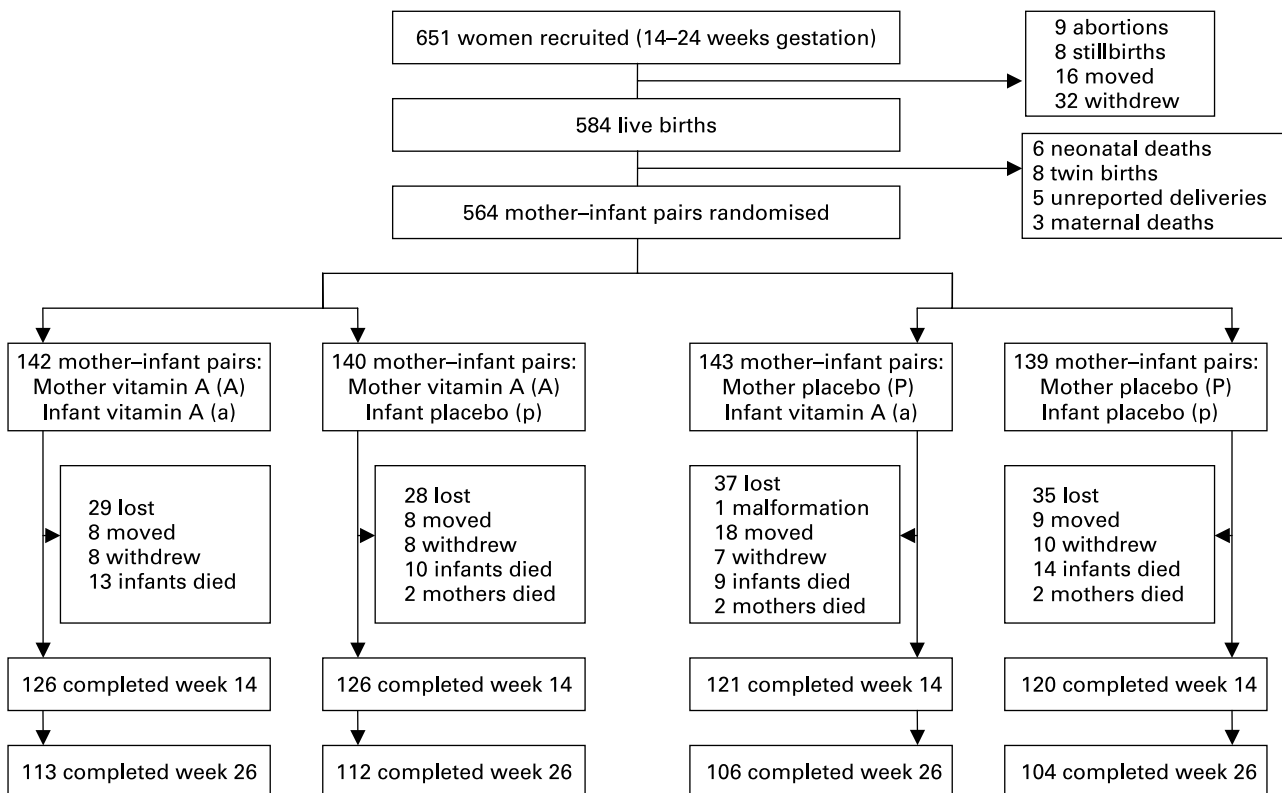 651 women recruited (14–24 weeks gestation)
9 abortions
8 stillbirths
16 moved
32 withdrew
584 live births
6 neonatal deaths
8 twin births
5 unreported deliveries
3 maternal deaths
564 mother–infant pairs randomised
142 mother–infant pairs:
Mother vitamin A (A)
Infant vitamin A (a)
140 mother–infant pairs:
Mother vitamin A (A)
Infant placebo (p)
143 mother–infant pairs:
Mother placebo (P)
Infant vitamin A (a)
139 mother–infant pairs:
Mother placebo (P)
Infant placebo (p)
29 lost
8 moved
8 withdrew
13 infants died
28 lost
8 moved
8 withdrew
10 infants died
2 mothers died
37 lost
1 malformation
18 moved
7 withdrew
9 infants died
2 mothers died
35 lost
9 moved
10 withdrew
14 infants died
2 mothers died
126 completed week 14
126 completed week 14
121 completed week 14
120 completed week 14
113 completed week 26
112 completed week 26
106 completed week 26
104 completed week 26